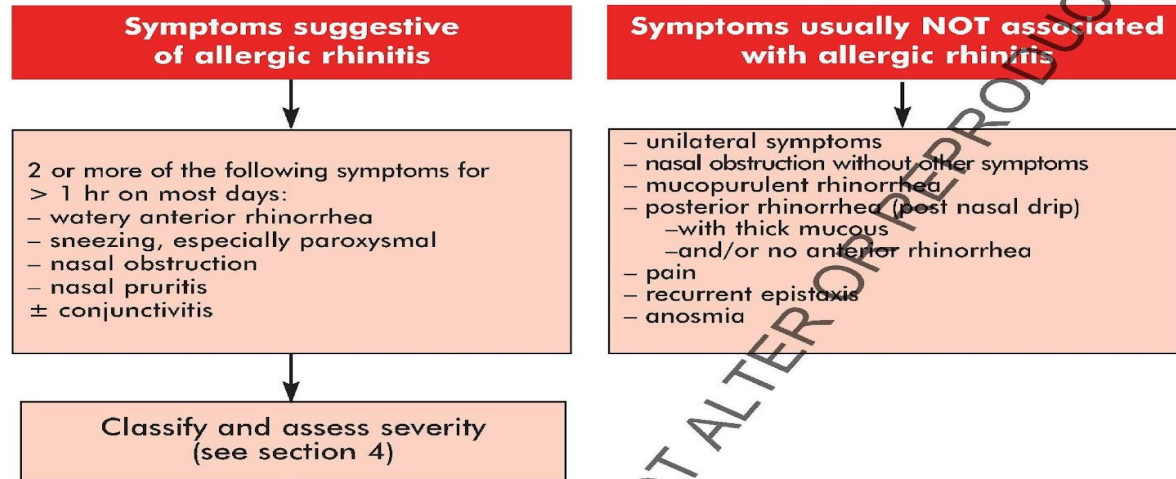 Symptoms suggestive
of allergic rhinitis
2 or more of the following symptoms for
> 1 hr on most days:
– watery anterior rhinorrhea
– sneezing, especially paroxysmal
– nasal obstruction
– nasal pruritis
± conjunctivitis
Classify and assess severity
(see section 4)
Symptoms usually NOT associated
with allergic rhinitis
– unilateral symptoms
– nasal obstruction without other symptoms
– mucopurulent rhinorrhea
– posterior rhinorrhea (post nasal drip)
–with thick mucous
–and/or no anterior rhinorrhea
– pain
– recurrent epistaxis
– anosmia
ALTER OR REPRODUC